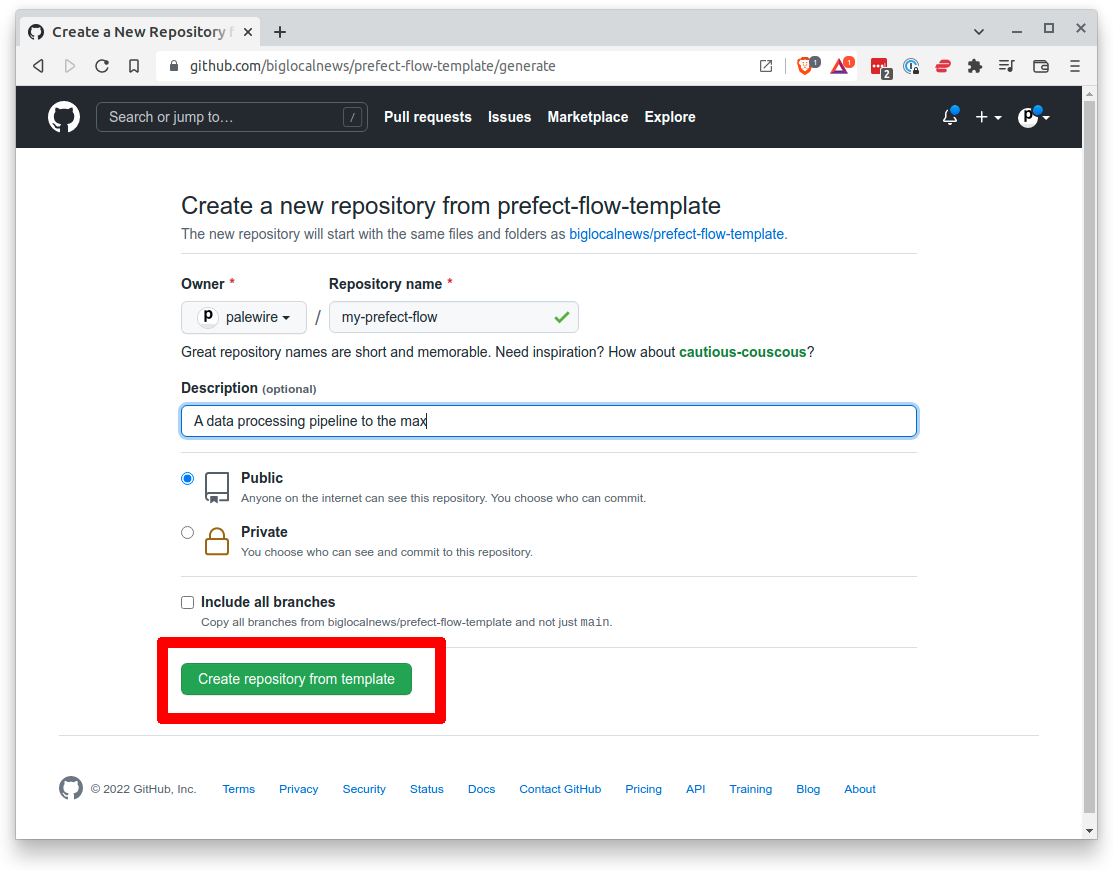 Create a New Repository f
github.com/biglocalnews/prefect-flow-template/generate
1
1
2
Search or jump to…
/
Pull requests
Issues
Marketplace
Explore
Create a new repository from prefect-flow-template
The new repository will start with the same files and folders as biglocalnews/prefect-flow-template.
Owner *
Repository name *
palewire
/
my-prefect-flow
Great repository names are short and memorable. Need inspiration? How about cautious-couscous?
Description (optional)
A data processing pipeline to the max
Public
Anyone on the internet can see this repository. You choose who can commit.
Private
You choose who can see and commit to this repository.
Include all branches
Copy all branches from biglocalnews/prefect-flow-template and not just main.
Create repository from template
© 2022 GitHub, Inc.
Terms
Privacy
Security
Status
Docs
Contact GitHub
Pricing
API
Training
Blog
About